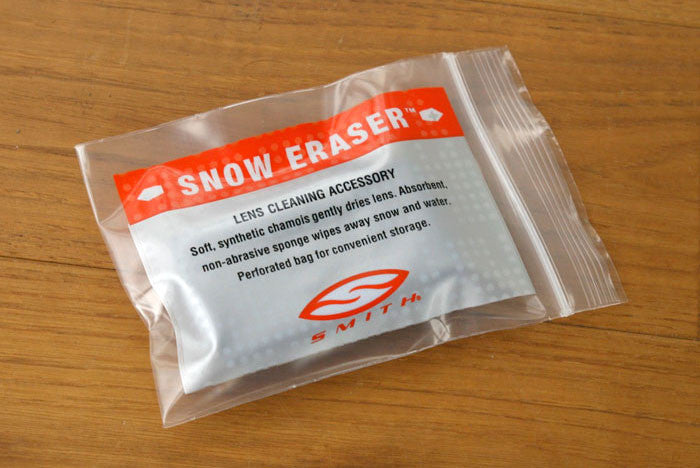 SNOW ERASER™
LENS CLEANING ACCESSORY
Soft, synthetic chamois gently dries lens. Absorbent,
non-abrasive sponge wipes away snow and water.
Perforated bag for convenient storage.
SMITH®